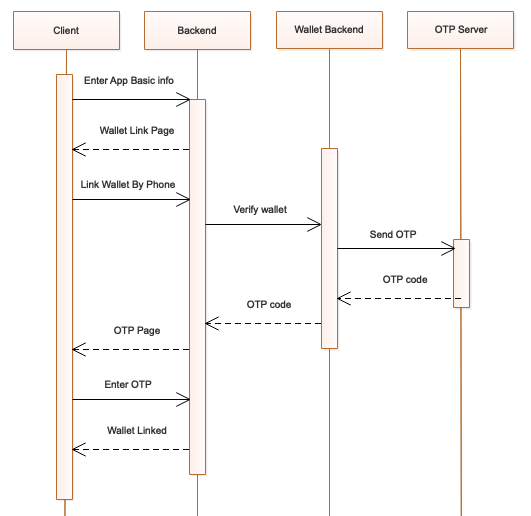 Client
Backend
Wallet Backend
OTP Server
Enter App Basic info
Wallet Link Page
Link Wallet By Phone
Verify wallet
Send OTP
OTP code
OTP code
OTP Page
Enter OTP
Wallet Linked